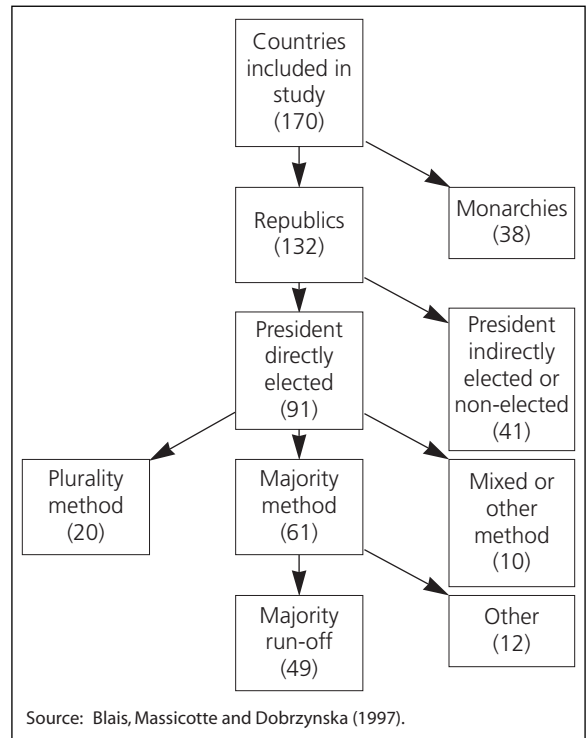 Countries
included in
study
(170)
Republics
(132)
Monarchies
(38)
President
directly
elected
(91)
President
indirectly
elected or
non-elected
(41)
Plurality
method
(20)
Majority
method
(61)
Mixed or
other
method
(10)
Majority
run-off
(49)
Other
(12)
Source: Blais, Massicotte and Dobrzynska (1997).